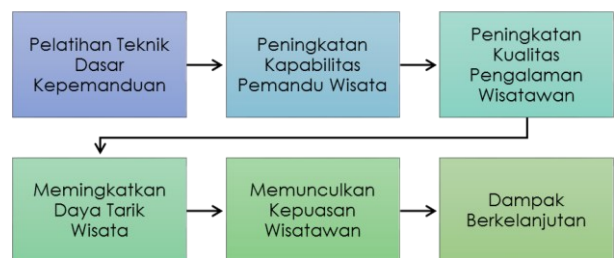 Pelatihan Teknik
Dasar
Kepemanduan
Peningkatan
Kapabilitas
Pemandu Wisata
Peningkatan
Kualitas
Pengalaman
Wisatawan
Memingkatkan
Daya Tarik
Wisata
Memunculkan
Kepuasan
Wisatawan
Dampak
Berkelanjutan